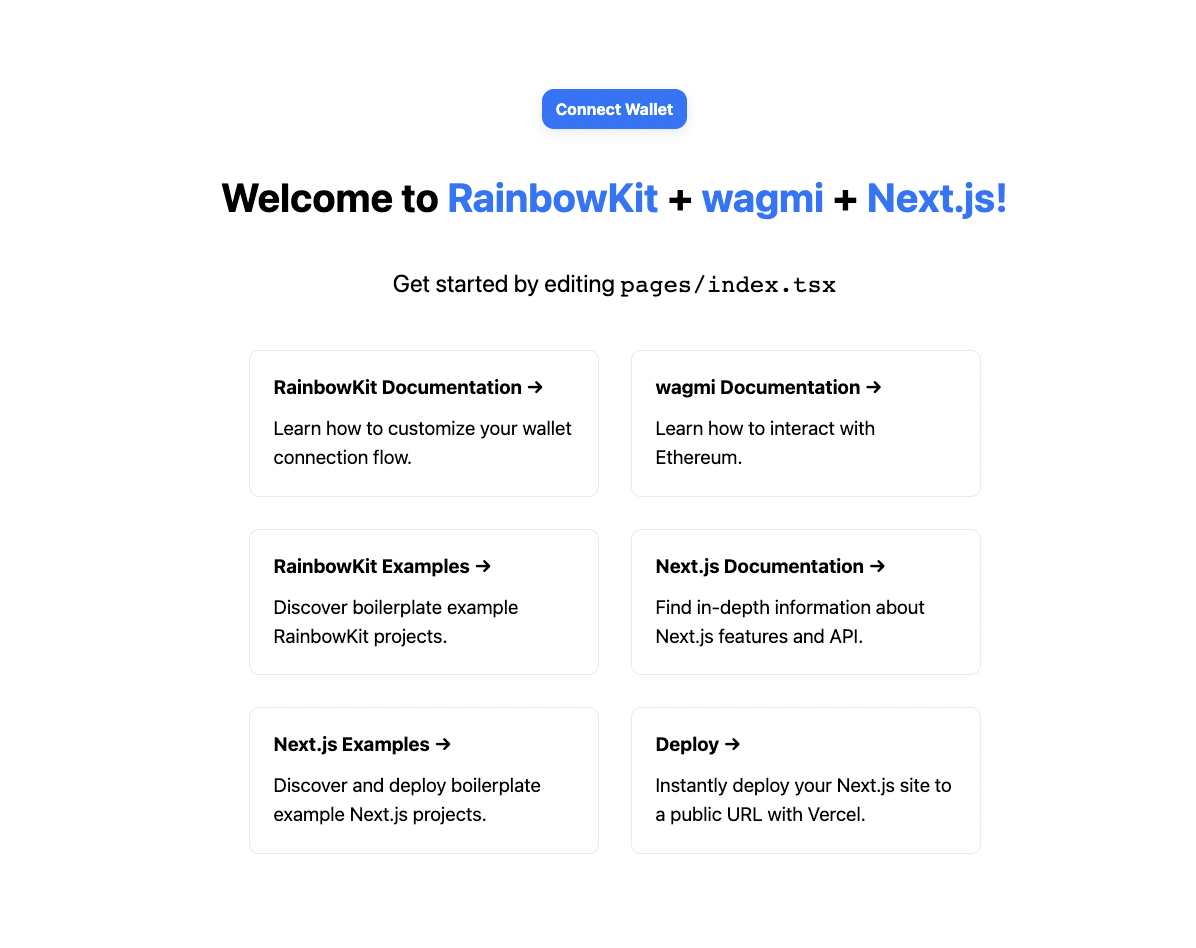 Connect Wallet
Welcome to RainbowKit + wagmi + Next.js!
Get started by editing pages/index.tsx
RainbowKit Documentation →
Learn how to customize your wallet
connection flow.
wagmi Documentation →
Learn how to interact with
Ethereum.
RainbowKit Examples →
Discover boilerplate example
RainbowKit projects.
Next.js Documentation →
Find in-depth information about
Next.js features and API.
Next.js Examples →
Discover and deploy boilerplate
example Next.js projects.
Deploy →
Instantly deploy your Next.js site to
a public URL with Vercel.